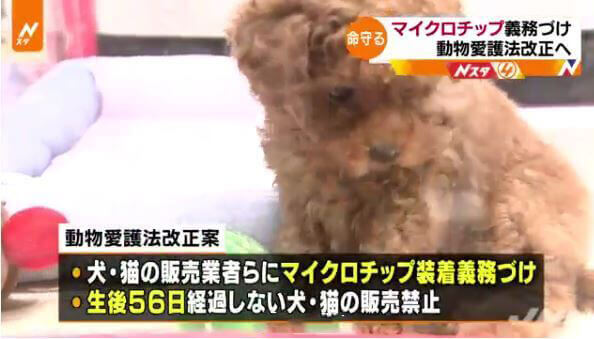 Nスタ
命守る
マイクロチップ義務づけ
動物愛護法改正へ
Nスタ
N
動物愛護法改正案
・犬・猫の販売業者らにマイクロチップ装着義務づけ
・生後56日経過しない犬・猫の販売禁止